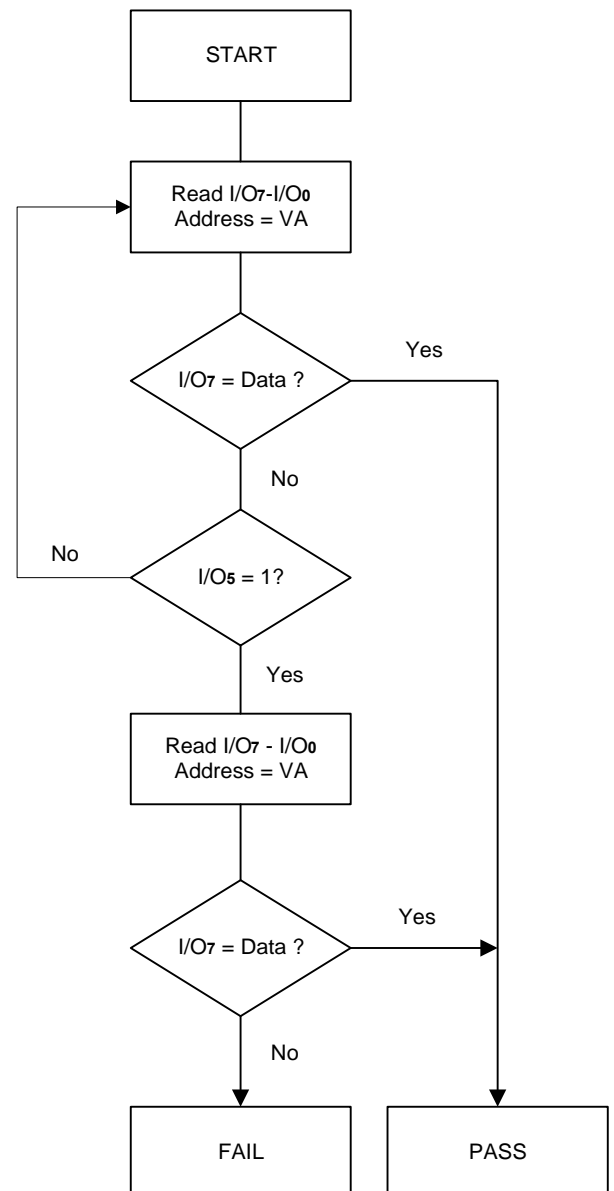 START
Read I/O7-I/O0
Address = VA
I/O7 = Data ?
Yes
No
I/O5 = 1?
No
Yes
Read I/O7 - I/O0
Address = VA
I/O7 = Data ?
Yes
No
FAIL
PASS